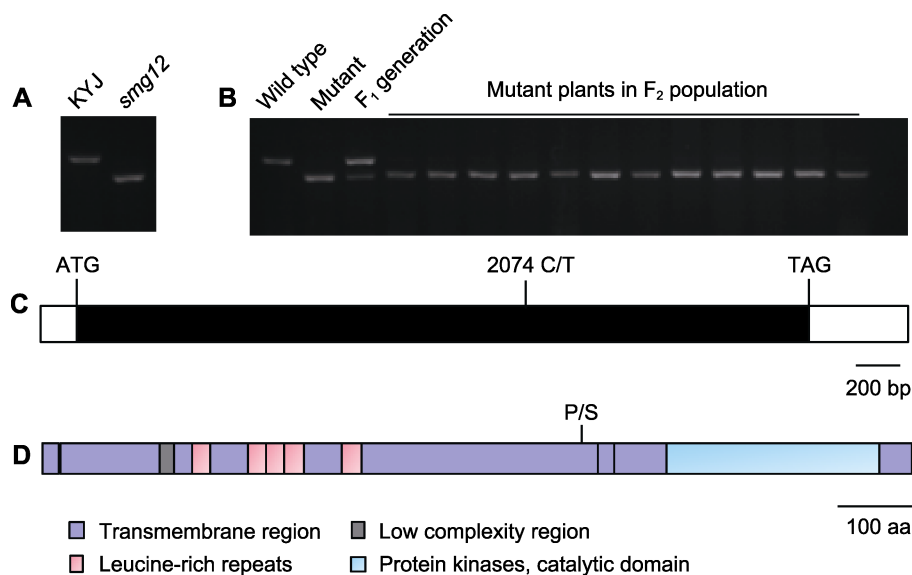 A
KYJ
smg12
B
Wild type
Mutant
F₁ generation
Mutant plants in F₂ population
ATG
2074 C/T
TAG
C
200 bp
P/S
D
100 aa
Transmembrane region
Low complexity region
Leucine-rich repeats
Protein kinases, catalytic domain